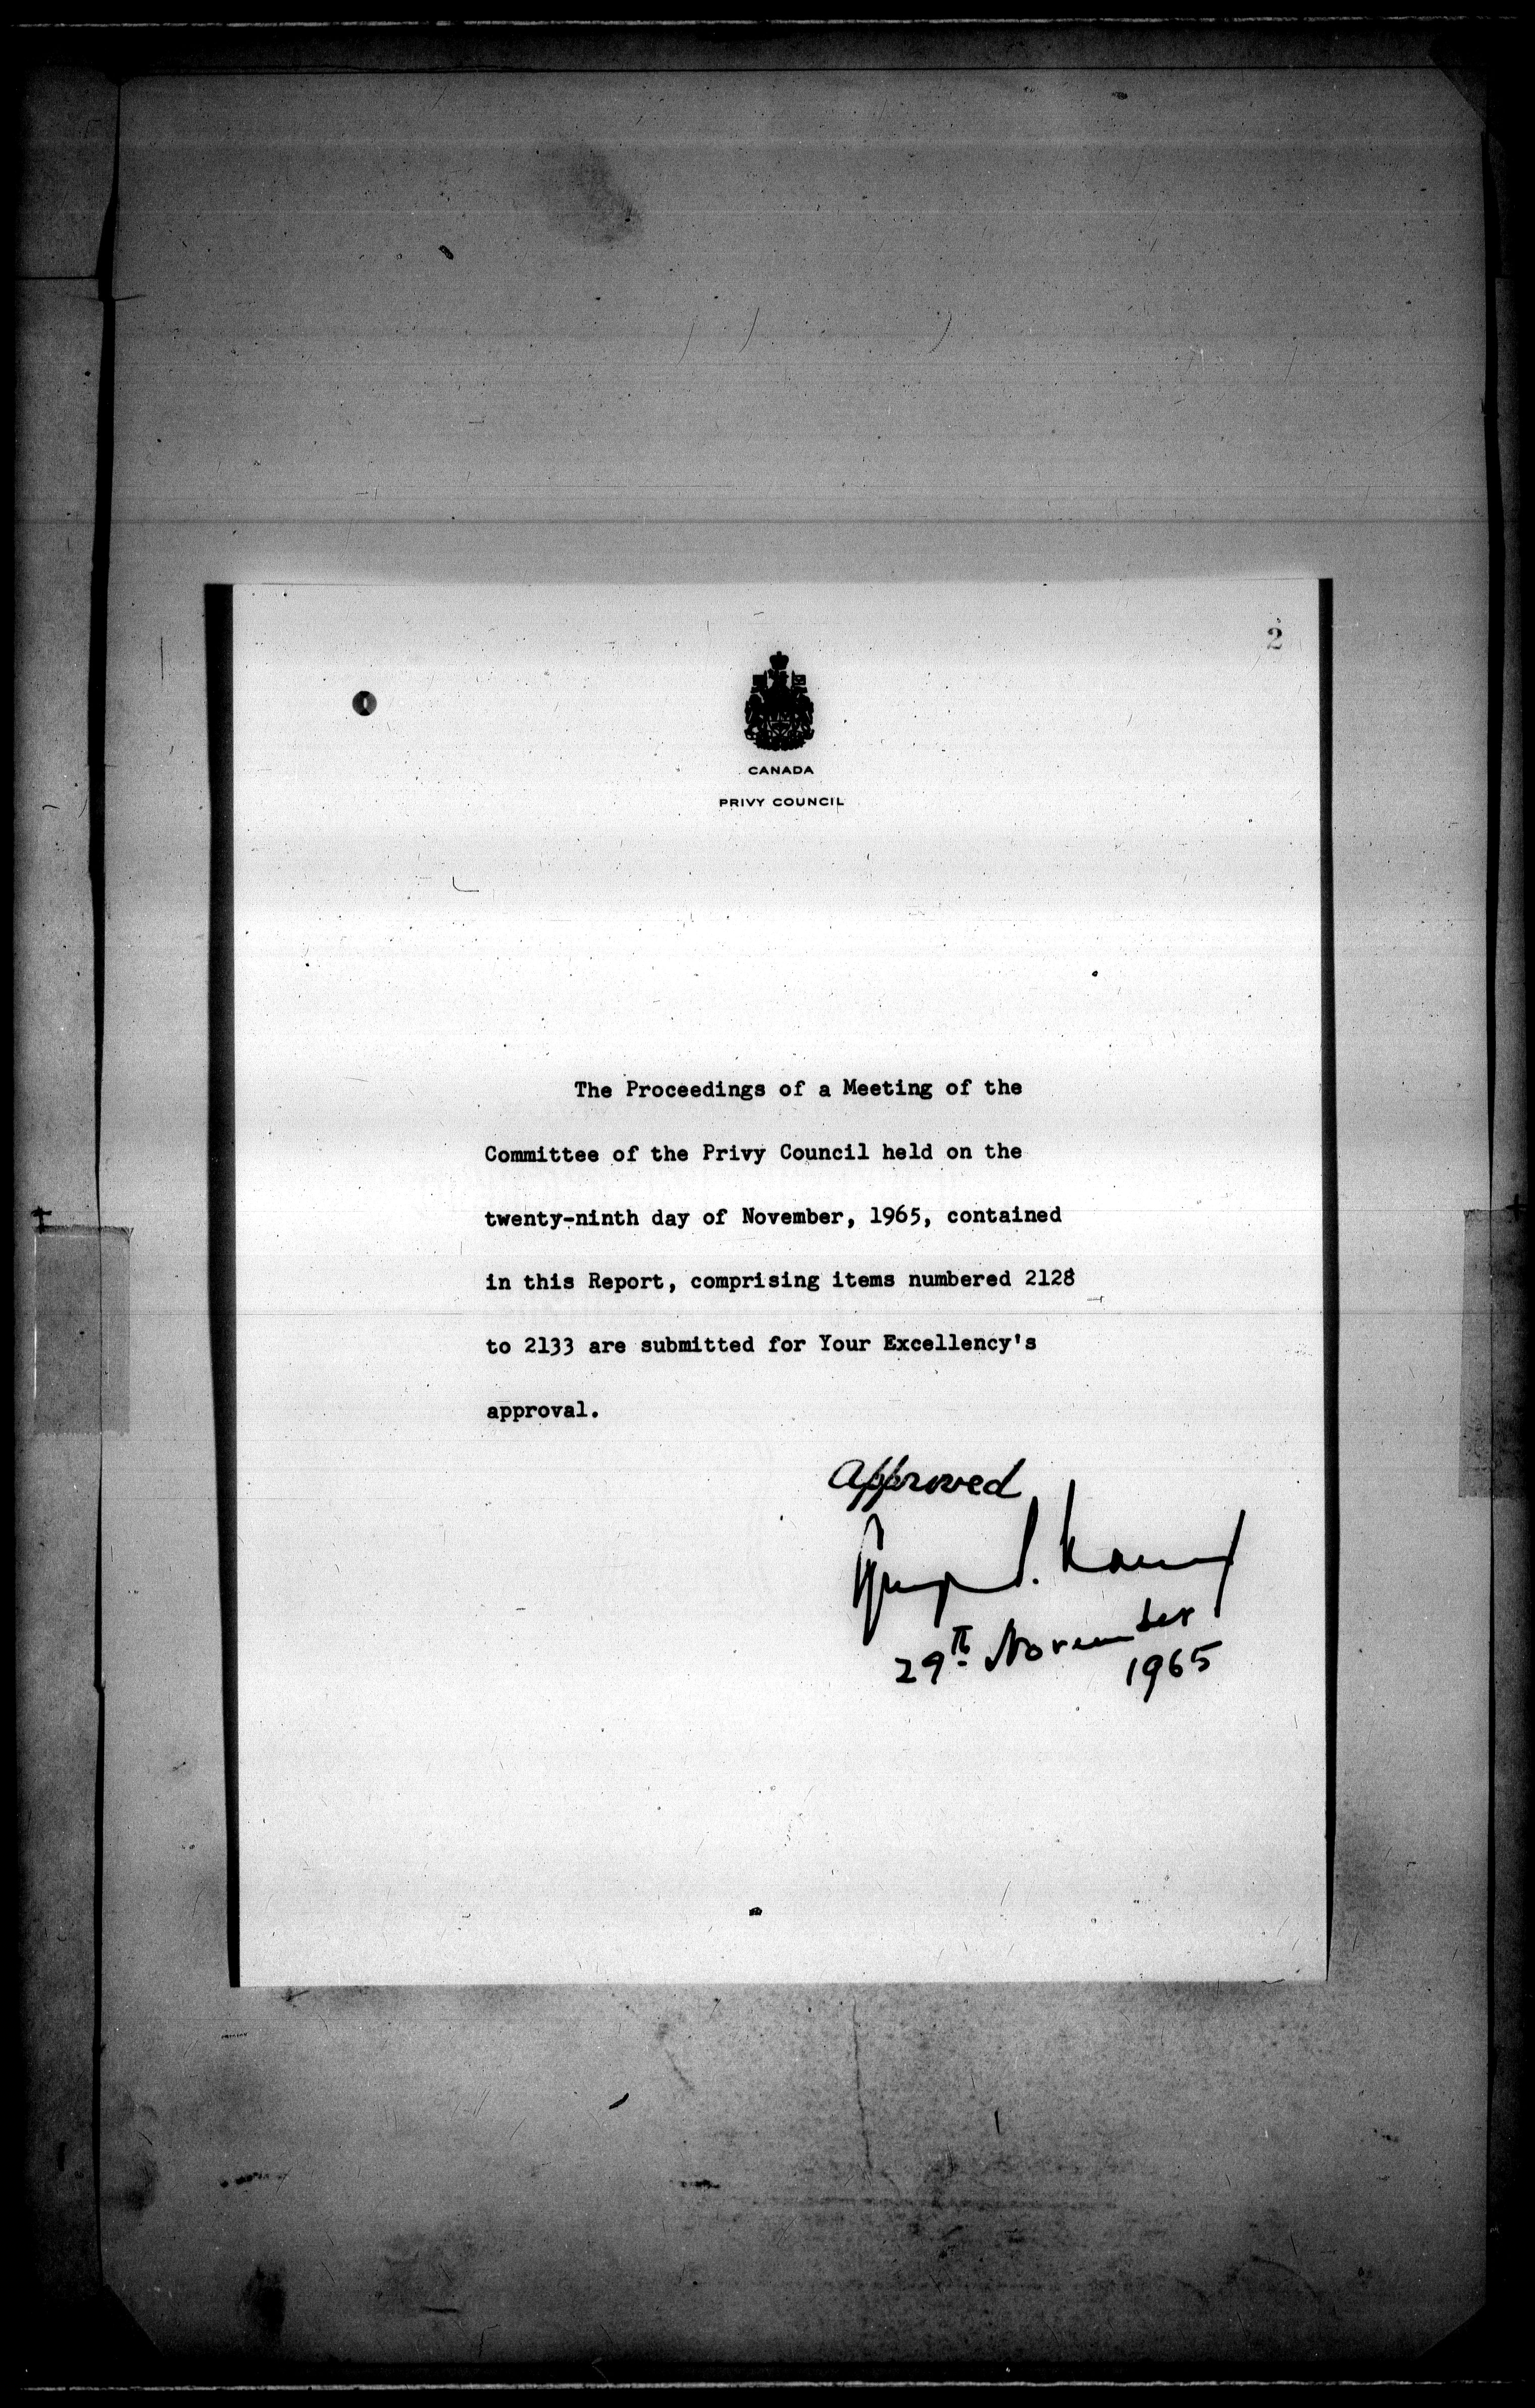 2
CANADA
PRIVY COUNCIL
The Proceedings of a Meeting of the
Committee of the Privy Council held on the
twenty-ninth day of November, 1965, contained
in this Report, comprising items numbered 2128
to 2133 are submitted for Your Excellency's
approval.
approved
29th November
1965